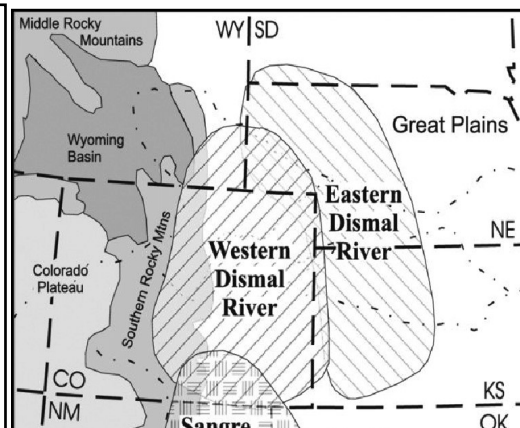 Middle Rocky
Mountains
WY SD
Wyoming
Basin
Great Plains
Eastern
Dismal
River
NE
Western
Dismal
River
Southern Rocky Mtns
Colorado
Plateau
CO
NM
KS
OK
Sangre